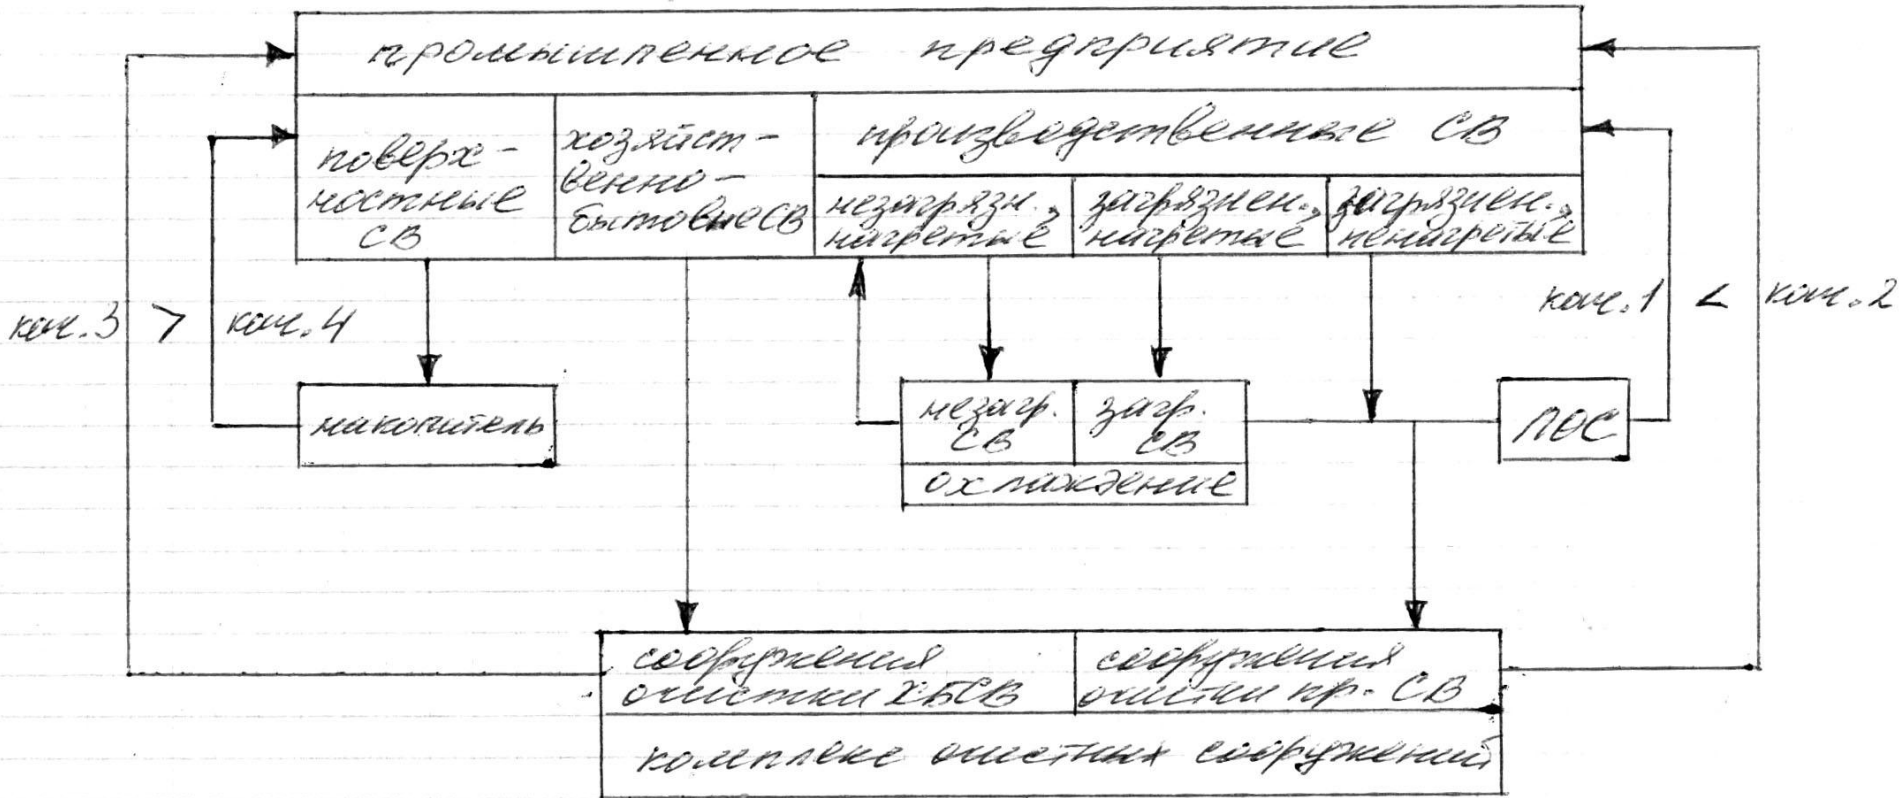 промышленное предприятие
поверх-
ностные
СВ
хозяйст-
венно-
бытовые СВ
производственные СВ
незагрязн.,
нагретые
загрязнен.,
нагретые
загрязнен.,
ненагретые
кач.3 > кач.4
кач.1 < кач.2
накопитель
незагр.
СВ
загр.
СВ
охлаждение
ЛОС
сооружения
очистки ХБСВ
сооружения
очистки пр. СВ
комплекс очистных сооружений